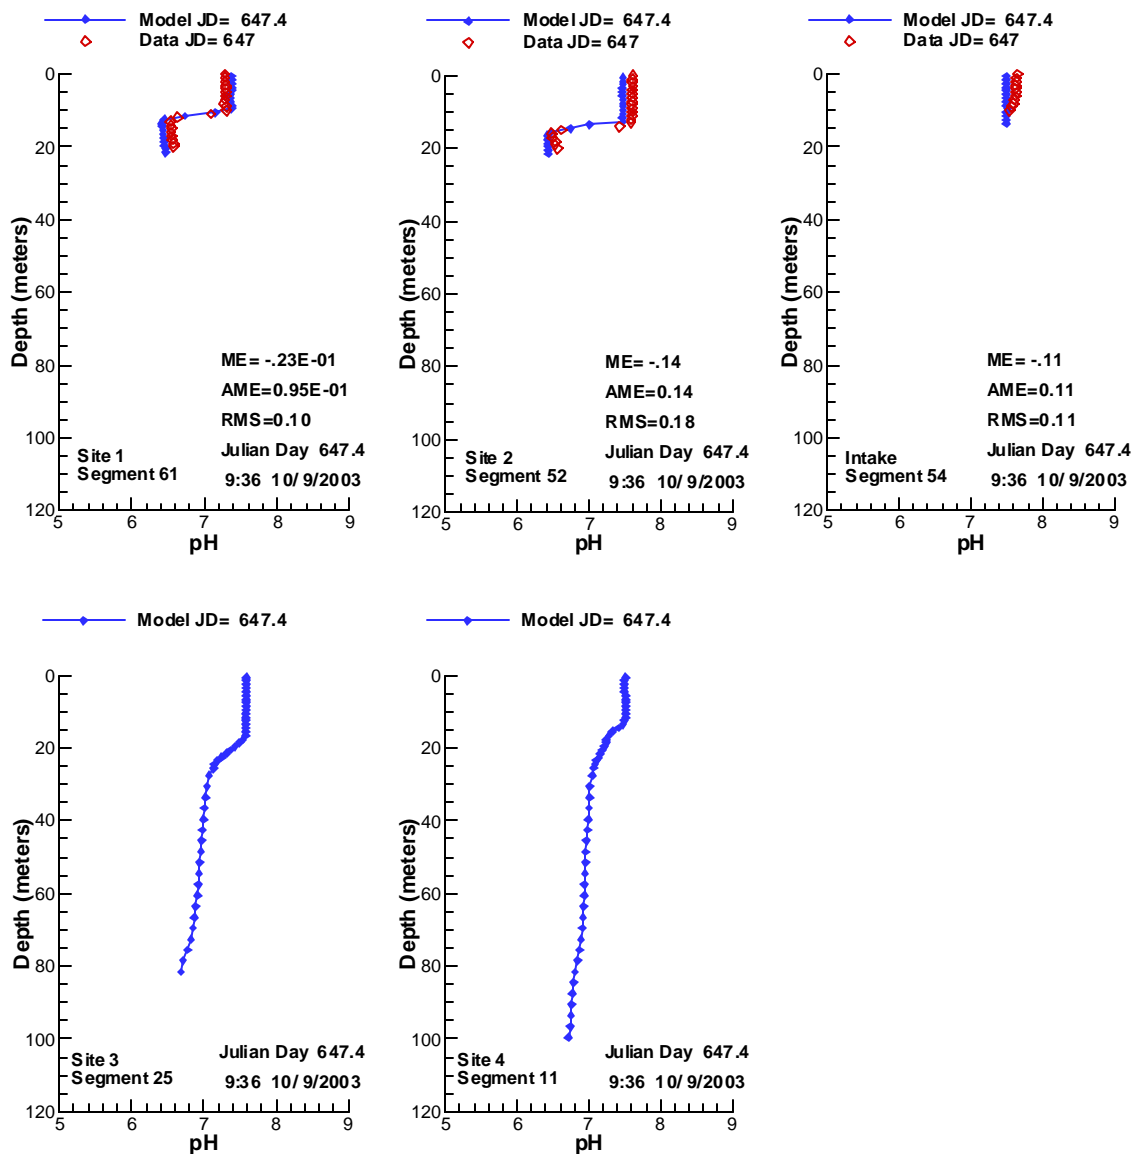 Model JD= 647.4
Data JD= 647
0
20
40
60
80
100
120
Depth (meters)
ME= -.23E-01
AME=0.95E-01
RMS=0.10
Julian Day 647.4
9:36 10/ 9/2003
Site 1
Segment 61
5 6 7 8 9
pH
Model JD= 647.4
Data JD= 647
0
20
40
60
80
100
120
Depth (meters)
ME= -.14
AME=0.14
RMS=0.18
Julian Day 647.4
9:36 10/ 9/2003
Site 2
Segment 52
5 6 7 8 9
pH
Model JD= 647.4
Data JD= 647
0
20
40
60
80
100
120
Depth (meters)
ME= -.11
AME=0.11
RMS=0.11
Julian Day 647.4
9:36 10/ 9/2003
Intake
Segment 54
5 6 7 8 9
pH
Model JD= 647.4
0
20
40
60
80
100
120
Depth (meters)
Julian Day 647.4
9:36 10/ 9/2003
Site 3
Segment 25
5 6 7 8 9
pH
Model JD= 647.4
0
20
40
60
80
100
120
Depth (meters)
Julian Day 647.4
9:36 10/ 9/2003
Site 4
Segment 11
5 6 7 8 9
pH